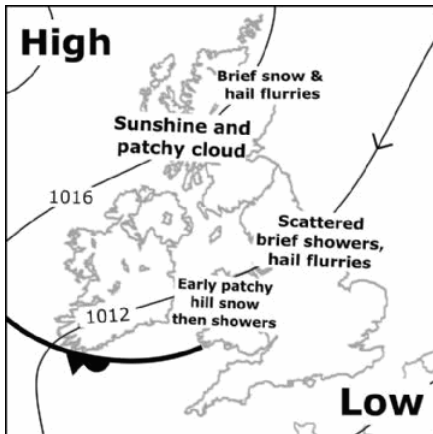 High
Brief snow &
hail flurries
Sunshine and
patchy cloud
1016
Scattered
brief showers,
hail flurries
Early patchy
hill snow
then showers
1012
Low